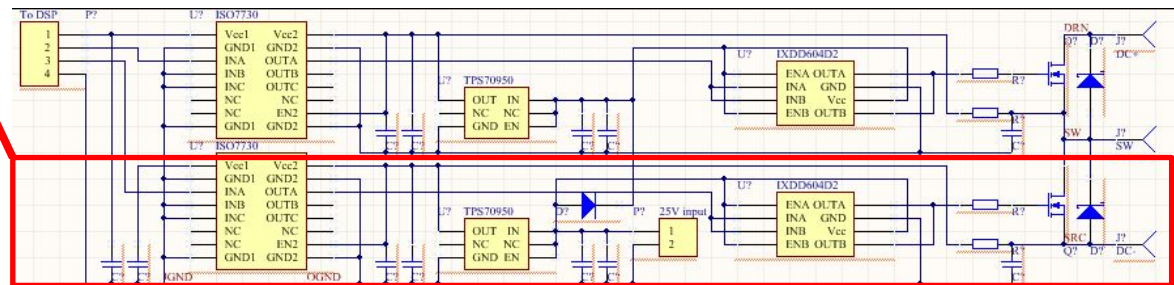 To DSP P? U? ISO7730 DRN
Q? D? J?
DC+
1 Vcc1 Vcc2
2 GND1 GND2 U? IXDD604D2
3 INA OUTA
4 INB OUTB U? TPS70950 ENA OUTA
INC OUTC INA GND R?
NC NC OUT IN INB Vcc
NC EN2 NC NC ENB OUTB
GND1 GND2 GND EN R?
C? C? C? C? C? SW J?
SW
U? ISO7730
Vcc1 Vcc2
GND1 GND2 U? IXDD604D2
INA OUTA
INB OUTB U? TPS70950 D? P? 25V input ENA OUTA
INC OUTC INA GND R?
NC NC OUT IN 1 INB Vcc
NC EN2 NC NC 2 ENB OUTB SRC J?
GND1 GND2 GND EN R? Q? D? DC-
C? C? C? C? C? C? C?
IGND OGND